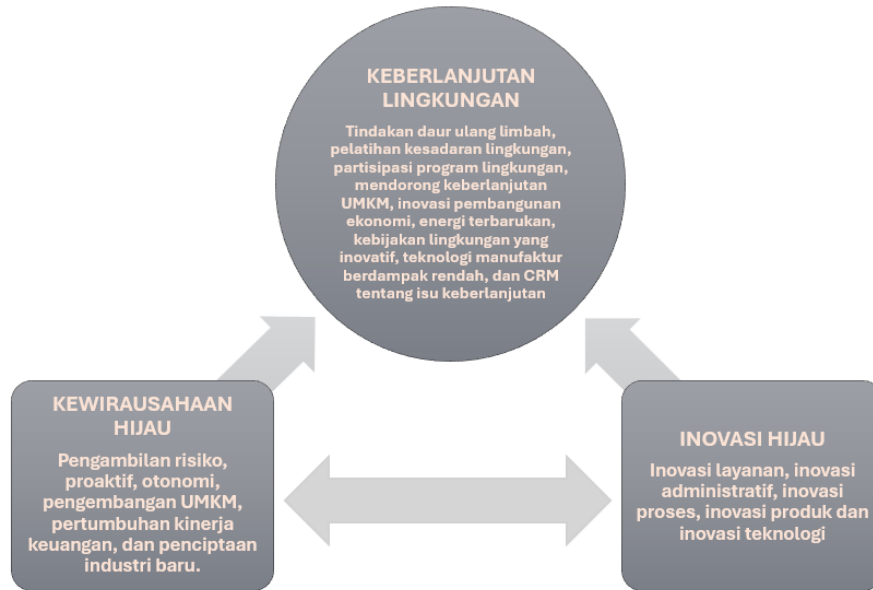 KEBERLANJUTAN
LINGKUNGAN
Tindakan daur ulang limbah,
pelatihan kesadaran lingkungan,
partisipasi program lingkungan,
mendorong keberlanjutan
UMKM, inovasi pembangunan
ekonomi, energi terbarukan,
kebijakan lingkungan yang
inovatif, teknologi manufaktur
berdampak rendah, dan CRM
tentang isu keberlanjutan
KEWIRAUSAHAAN
HIJAU
Pengambilan risiko,
proaktif, otonomi,
pengembangan UMKM,
pertumbuhan kinerja
keuangan, dan penciptaan
industri baru.
INOVASI HIJAU
Inovasi layanan, inovasi
administratif, inovasi
proses, inovasi produk dan
inovasi teknologi